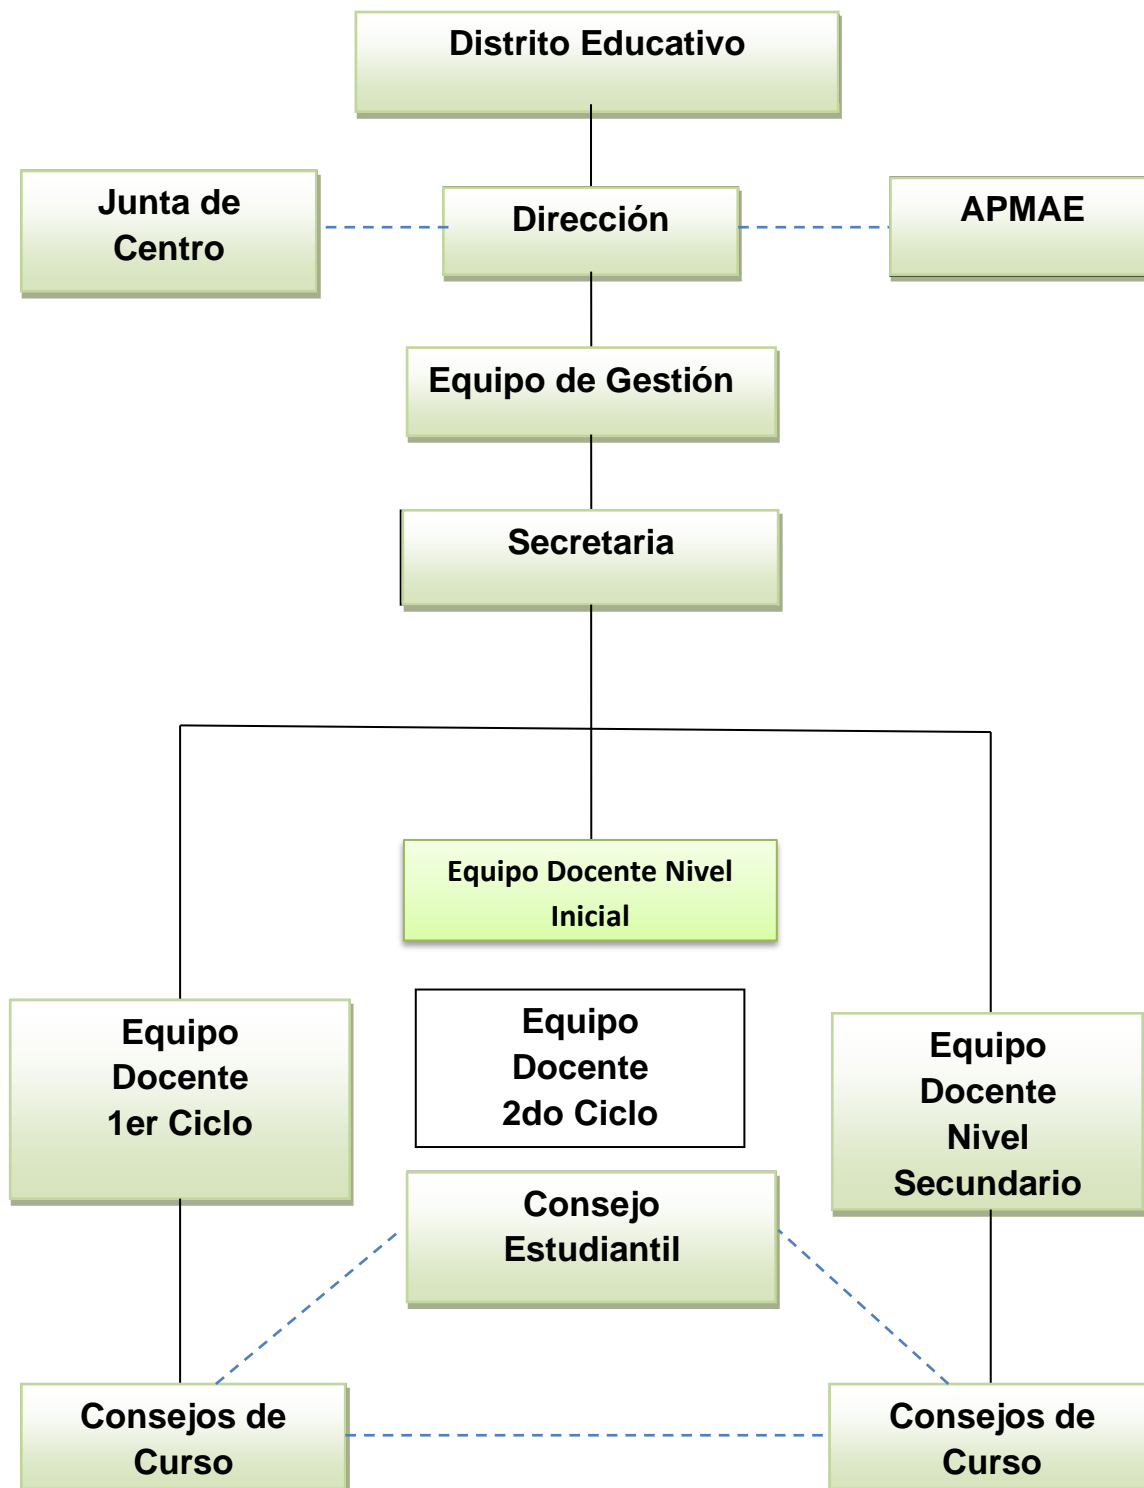 Distrito Educativo
Junta de
Centro
Dirección
APMAE
Equipo de Gestión
Secretaria
Equipo Docente Nivel
Inicial
Equipo
Docente
1er Ciclo
Equipo
Docente
2do Ciclo
Equipo
Docente
Nivel
Secundario
Consejo
Estudiantil
Consejos de
Curso
Consejos de
Curso